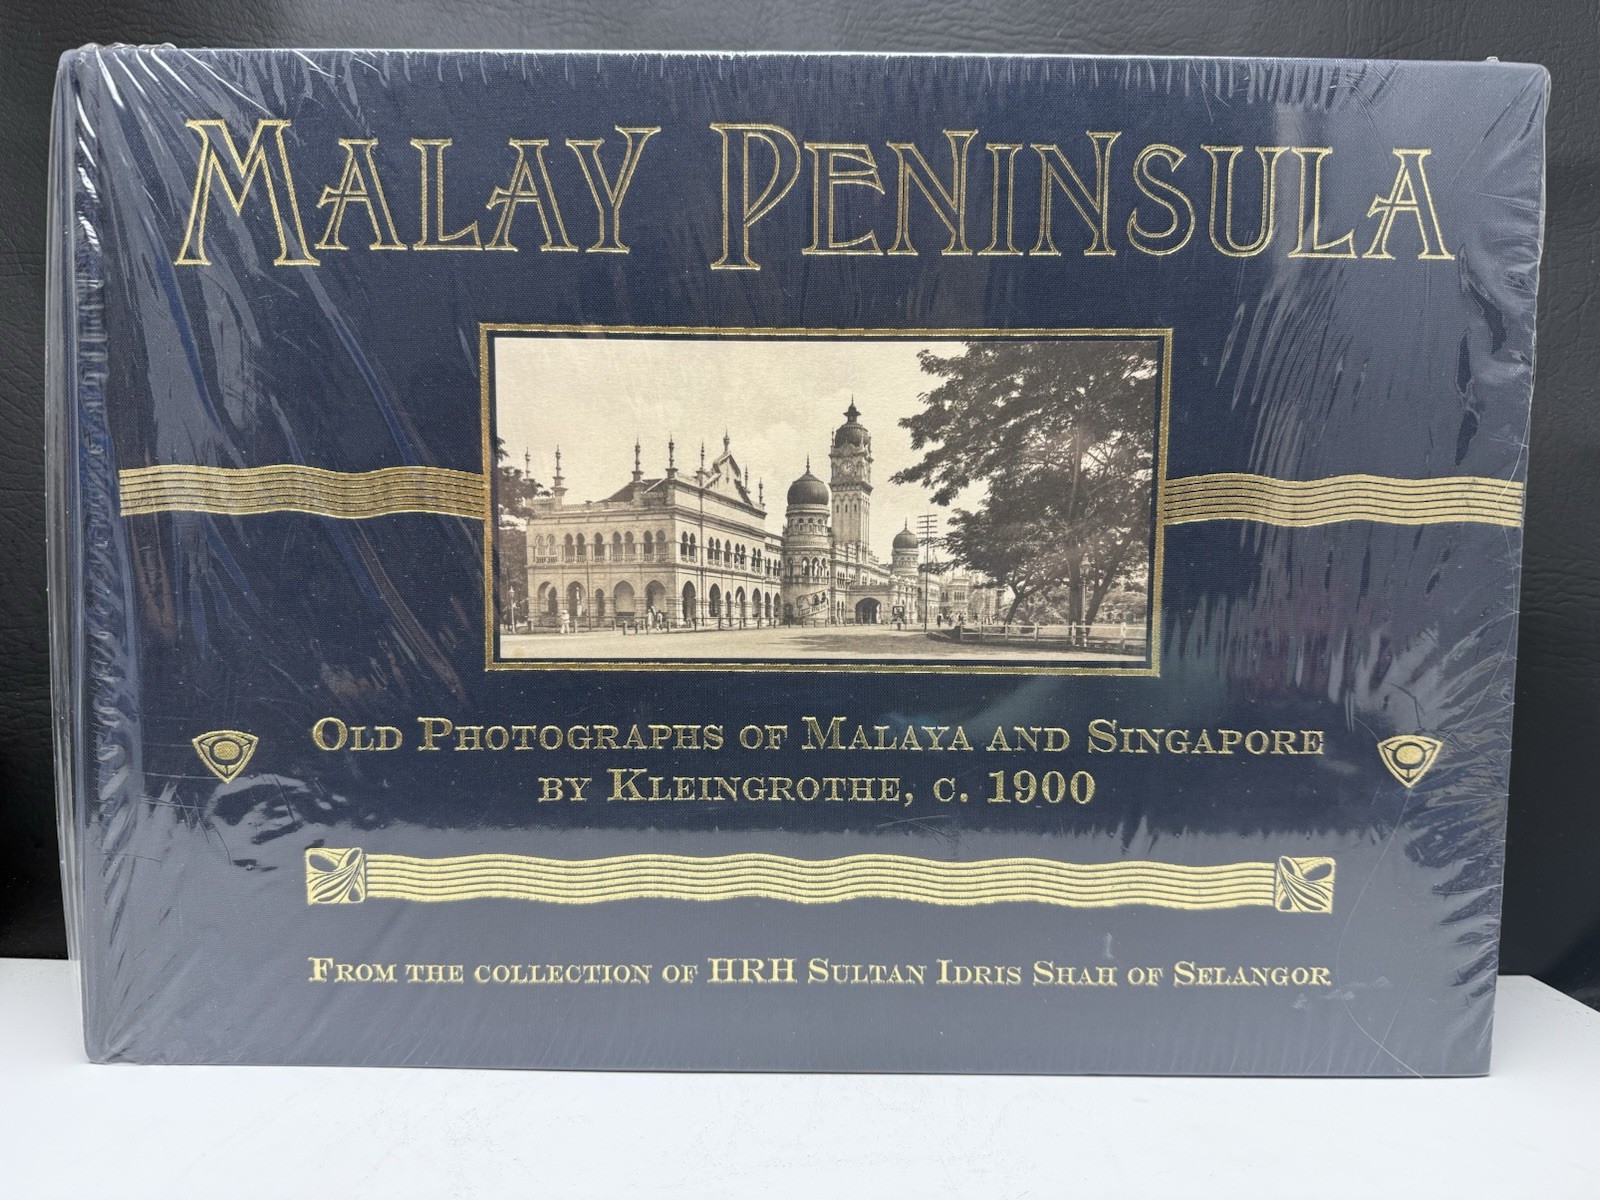 MALAY PENINSULA
OLD PHOTOGRAPHS OF MALAYA AND SINGAPORE
BY KLEINGROTHE, C. 1900
FROM THE COLLECTION OF HRH SULTAN IDRIS SHAH OF SELANGOR